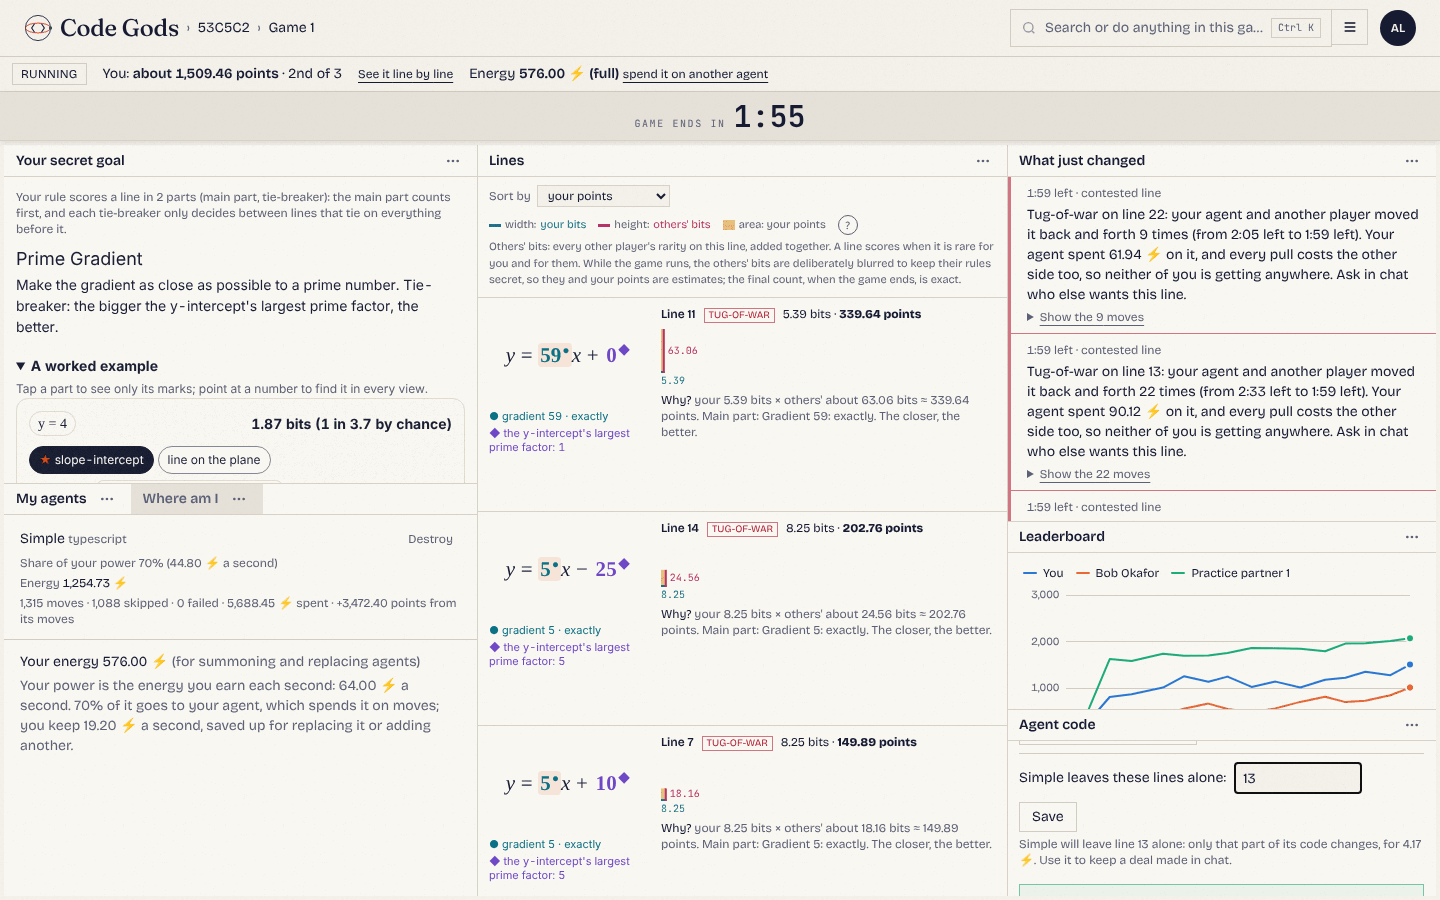 Code Gods › 53C5C2 › Game 1
Search or do anything in this ga... Ctrl K ☰ AL
RUNNING You: about 1,509.46 points · 2nd of 3 See it line by line Energy 576.00 ⚡ (full) spend it on another agent
GAME ENDS IN 1:55
Your secret goal ···
Your rule scores a line in 2 parts (main part, tie-breaker): the main part counts
first, and each tie-breaker only decides between lines that tie on everything
before it.
Prime Gradient
Make the gradient as close as possible to a prime number. Tie-
breaker: the bigger the y-intercept's largest prime factor, the
better.
▼ A worked example
Tap a part to see only its marks; point at a number to find it in every view.
y = 4 1.87 bits (1 in 3.7 by chance)
★ slope-intercept line on the plane
My agents ··· Where am I ···
Simple typescript Destroy
Share of your power 70% (44.80 ⚡ a second)
Energy 1,254.73 ⚡
1,315 moves · 1,088 skipped · 0 failed · 5,688.45 ⚡ spent · +3,472.40 points from
its moves
Your energy 576.00 ⚡ (for summoning and replacing agents)
Your power is the energy you earn each second: 64.00 ⚡ a
second. 70% of it goes to your agent, which spends it on moves;
you keep 19.20 ⚡ a second, saved up for replacing it or adding
another.
Lines ···
Sort by your points
width: your bits height: others' bits area: your points ?
Others' bits: every other player's rarity on this line, added together. A line scores when it is rare for
you and for them. While the game runs, the others' bits are deliberately blurred to keep their rules
secret, so they and your points are estimates; the final count, when the game ends, is exact.
Line 11 TUG-OF-WAR 5.39 bits · 339.64 points
y = 59●x + 0◆
63.06
5.39
Why? your 5.39 bits × others' about 63.06 bits ≈ 339.64
points. Main part: Gradient 59: exactly. The closer, the
better.
● gradient 59 · exactly
◆ the y-intercept's largest
prime factor: 1
Line 14 TUG-OF-WAR 8.25 bits · 202.76 points
y = 5●x − 25◆
24.56
8.25
Why? your 8.25 bits × others' about 24.56 bits ≈ 202.76
points. Main part: Gradient 5: exactly. The closer, the better.
● gradient 5 · exactly
◆ the y-intercept's largest
prime factor: 5
Line 7 TUG-OF-WAR 8.25 bits · 149.89 points
y = 5●x + 10◆
18.16
8.25
Why? your 8.25 bits × others' about 18.16 bits ≈ 149.89
points. Main part: Gradient 5: exactly. The closer, the better.
● gradient 5 · exactly
◆ the y-intercept's largest
prime factor: 5
What just changed ···
1:59 left · contested line
Tug-of-war on line 22: your agent and another player moved
it back and forth 9 times (from 2:05 left to 1:59 left). Your
agent spent 61.94 ⚡ on it, and every pull costs the other
side too, so neither of you is getting anywhere. Ask in chat
who else wants this line.
▶ Show the 9 moves
1:59 left · contested line
Tug-of-war on line 13: your agent and another player moved
it back and forth 22 times (from 2:33 left to 1:59 left). Your
agent spent 90.12 ⚡ on it, and every pull costs the other
side too, so neither of you is getting anywhere. Ask in chat
who else wants this line.
▶ Show the 22 moves
1:59 left · contested line
Leaderboard ···
You Bob Okafor Practice partner 1
3,000
2,000
1,000
Agent code ···
Simple leaves these lines alone: 13
Save
Simple will leave line 13 alone: only that part of its code changes, for 4.17
⚡. Use it to keep a deal made in chat.